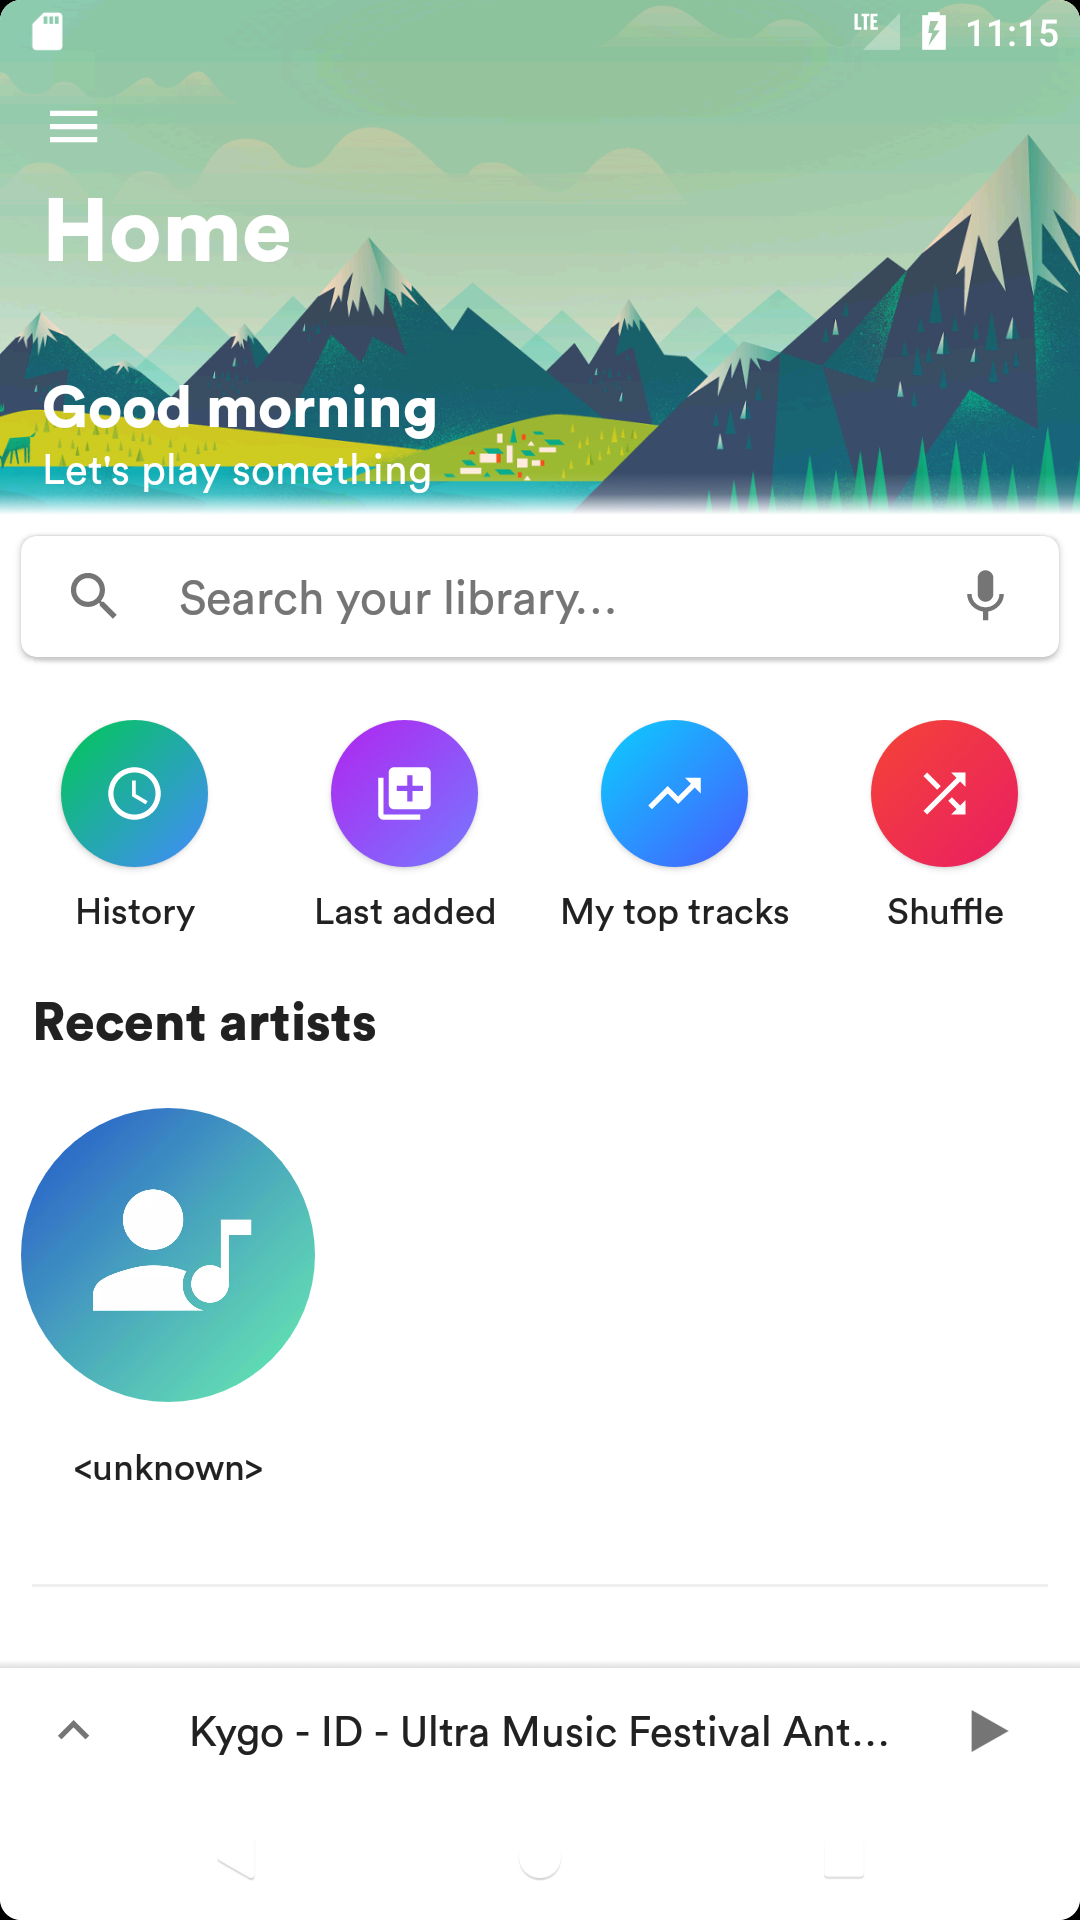 LTE 11:15
Home
Good morning
Let's play something
Search your library...
History Last added My top tracks Shuffle
Recent artists
<unknown>
Kygo - ID - Ultra Music Festival Ant...